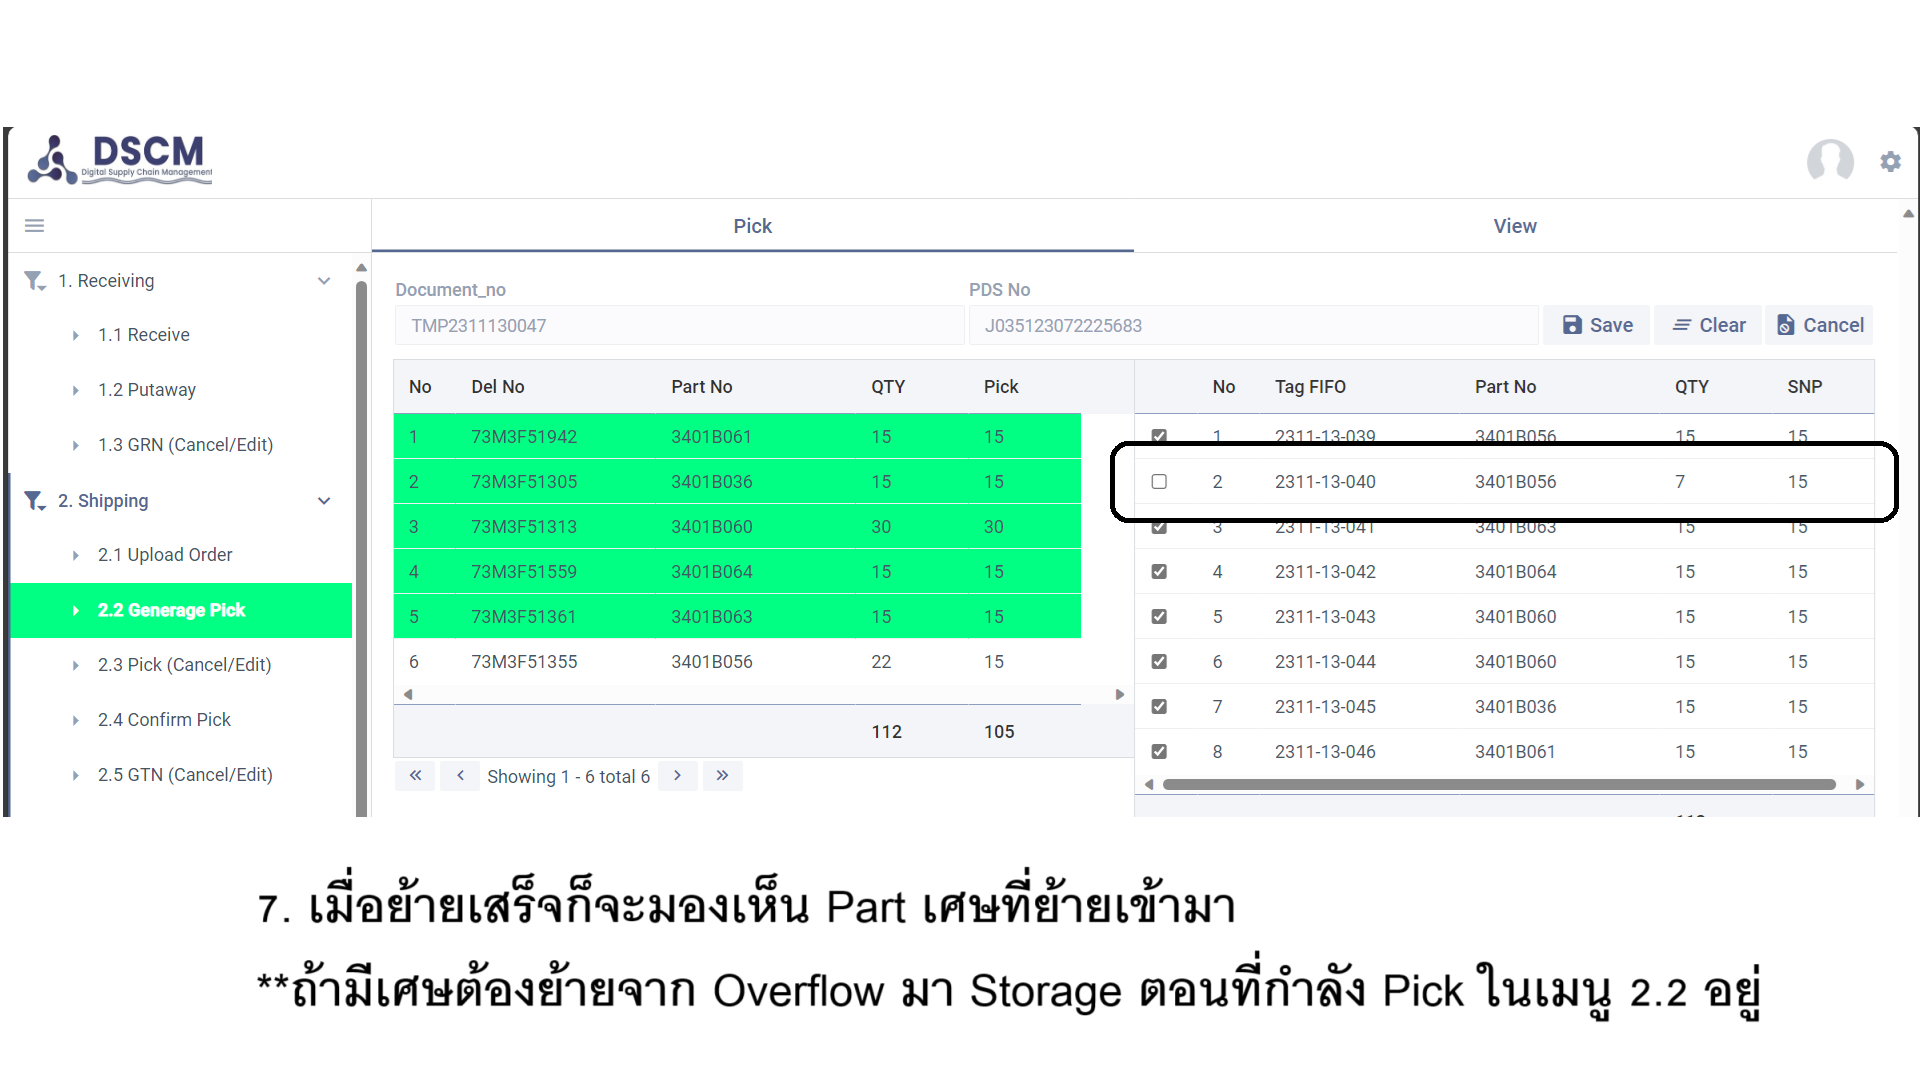 DSCM
Digital Supply Chain Management
Pick View
1. Receiving
1.1 Receive
1.2 Putaway
1.3 GRN (Cancel/Edit)
2. Shipping
2.1 Upload Order
2.2 Generage Pick
2.3 Pick (Cancel/Edit)
2.4 Confirm Pick
2.5 GTN (Cancel/Edit)
Document_no PDS No
TMP2311130047 J035123072225683 Save Clear Cancel
No Del No Part No QTY Pick
1 73M3F51942 3401B061 15 15
2 73M3F51305 3401B036 15 15
3 73M3F51313 3401B060 30 30
4 73M3F51559 3401B064 15 15
5 73M3F51361 3401B063 15 15
6 73M3F51355 3401B056 22 15
112 105
« ‹ Showing 1 - 6 total 6 › »
No Tag FIFO Part No QTY SNP
1 2311-13-039 3401B056 15 15
2 2311-13-040 3401B056 7 15
3 2311-13-041 3401B063 15 15
4 2311-13-042 3401B064 15 15
5 2311-13-043 3401B060 15 15
6 2311-13-044 3401B060 15 15
7 2311-13-045 3401B036 15 15
8 2311-13-046 3401B061 15 15
7. เมื่อย้ายเสร็จก็จะมองเห็น Part เศษที่ย้ายเข้ามา
**ถ้ามีเศษต้องย้ายจาก Overflow มา Storage ตอนที่กำลัง Pick ในเมนู 2.2 อยู่